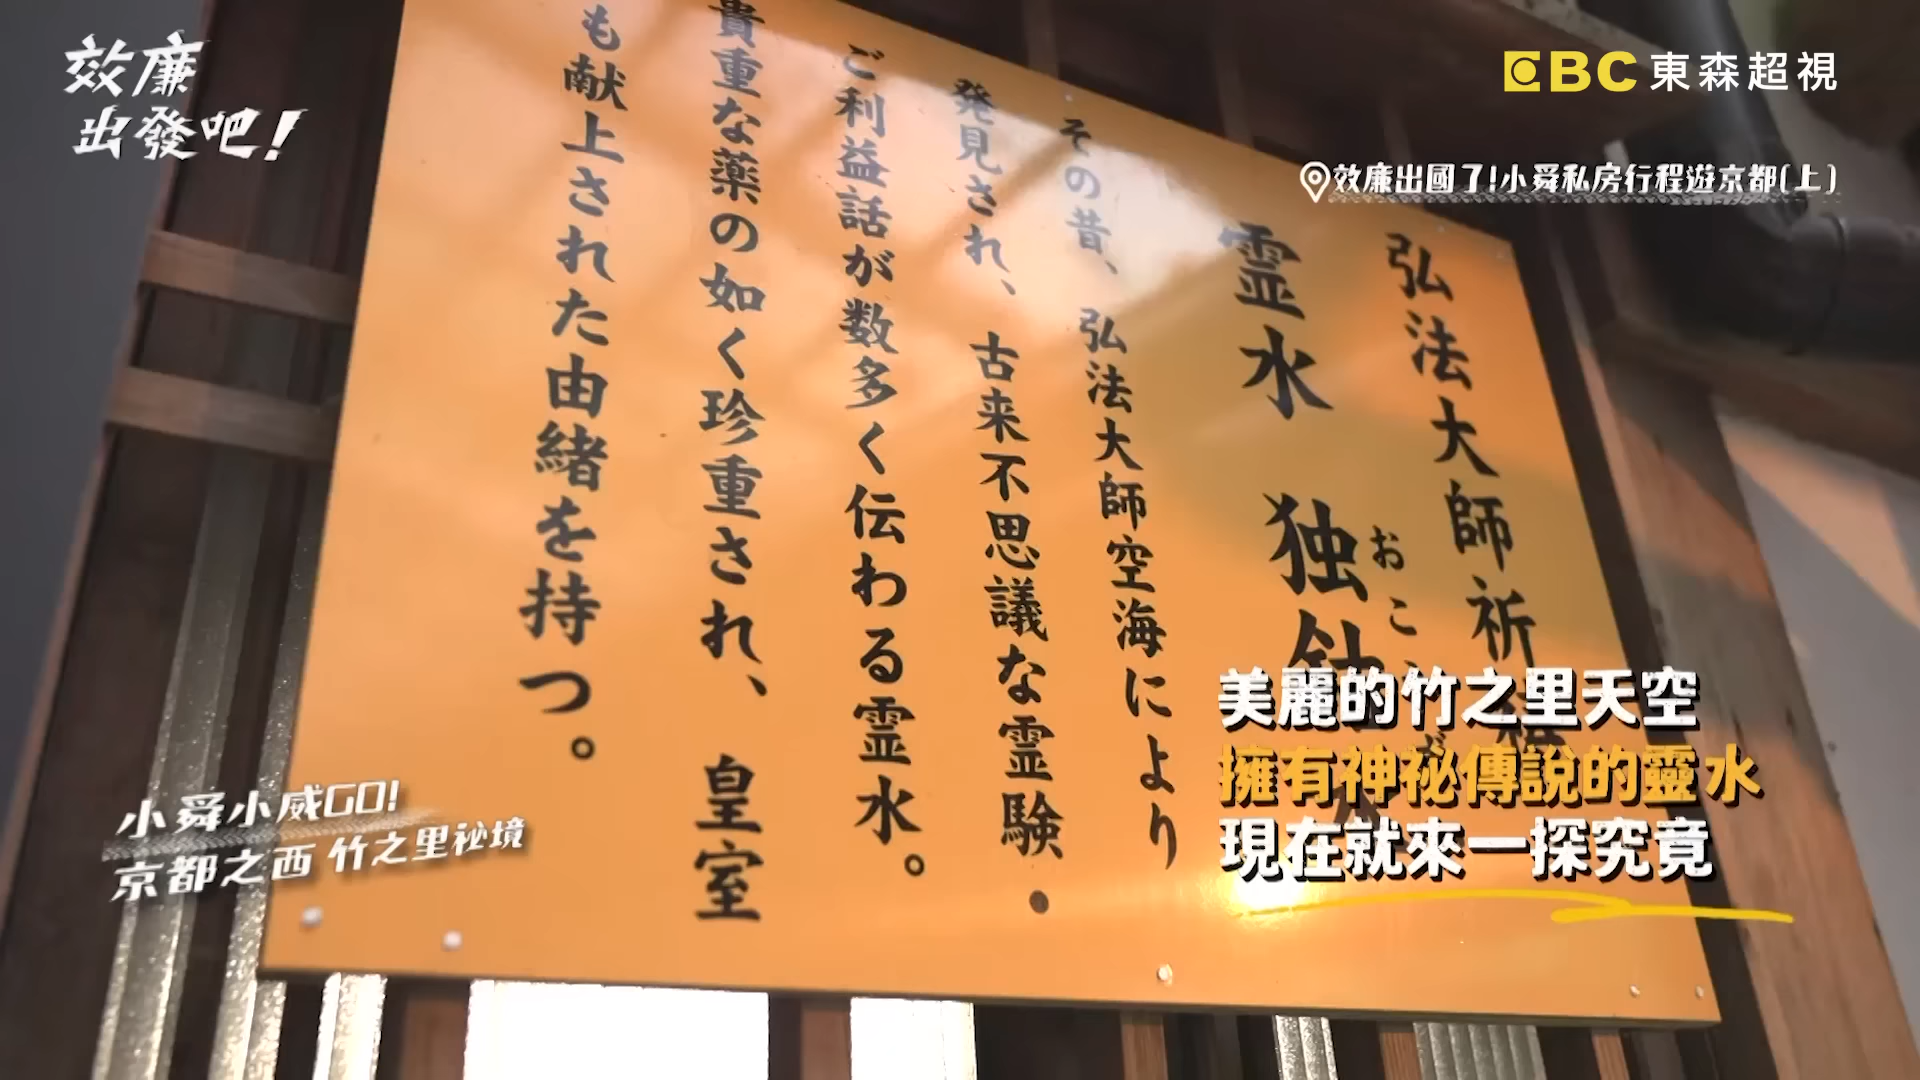 效廉
出發吧!
EBC 東森超視
效廉出國了!小舜私房行程遊京都(上)
弘法大師祈
霊水 独鈷
おこ
その昔、弘法大師空海により
発見され、古来不思議な霊験・
ご利益話が数多く伝わる霊水。
貴重な薬の如く珍重され、皇室
も献上された由緒を持つ。
美麗的竹之里天空
擁有神祕傳說的靈水
現在就來一探究竟
小舜小威GO!
京都之西 竹之里祕境